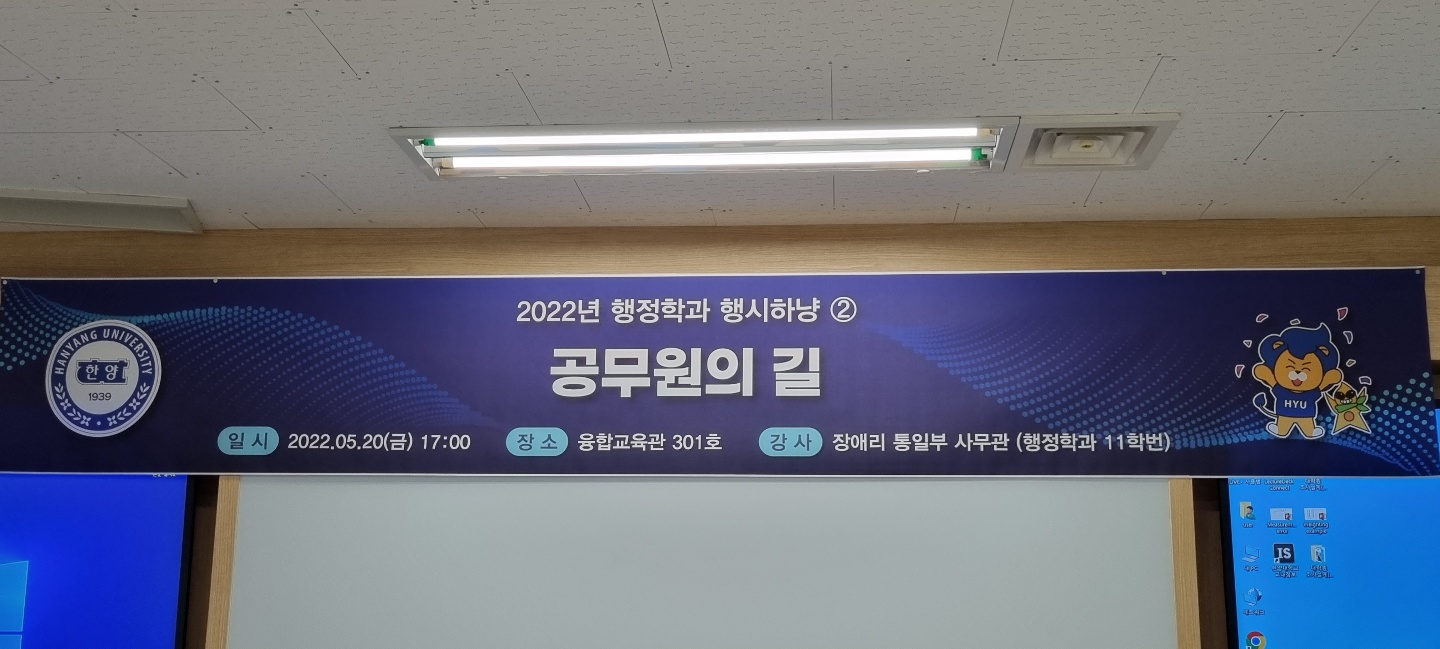 2022년 행정학과 행시하냥 ②
공무원의 길
HANYANG UNIVERSITY
한양
1939
HYU
일시 2022.05.20(금) 17:00 장소 융합교육관 301호 강사 장애리 통일부 사무관 (행정학과 11학번)
IS